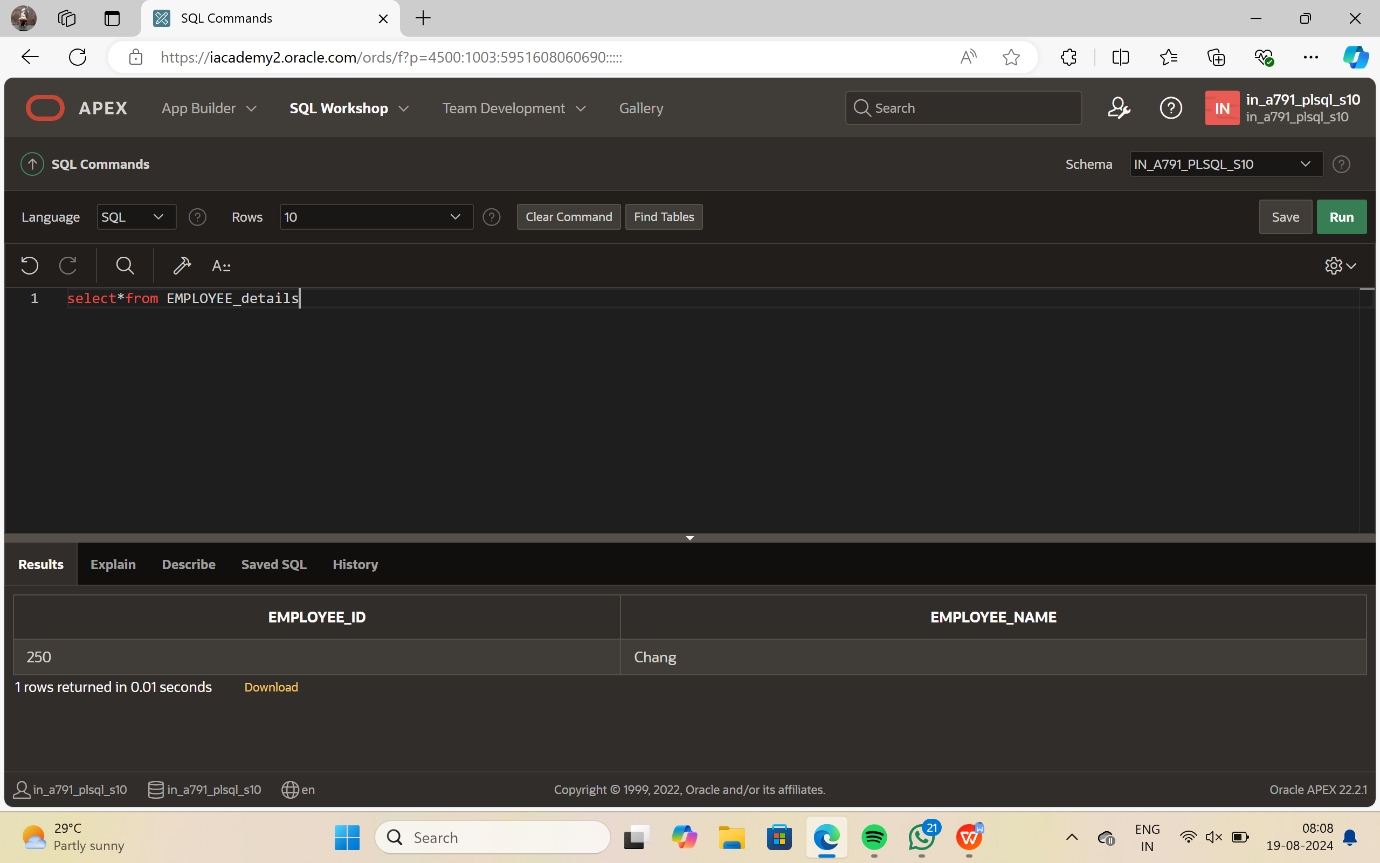 SQL Commands
https://iacademy2.oracle.com/ords/f?p=4500:1003:5951608060690:::::
APEX App Builder SQL Workshop Team Development Gallery Search IN in_a791_plsql_s10
in_a791_plsql_s10
SQL Commands Schema IN_A791_PLSQL_S10
Language SQL Rows 10 Clear Command Find Tables Save Run
1 select*from EMPLOYEE_details
Results Explain Describe Saved SQL History
EMPLOYEE_ID EMPLOYEE_NAME
250 Chang
1 rows returned in 0.01 seconds Download
in_a791_plsql_s10 in_a791_plsql_s10 en Copyright © 1999, 2022, Oracle and/or its affiliates. Oracle APEX 22.2.1
29°C
Partly sunny
Search
21
ENG
IN
08:08
19-08-2024